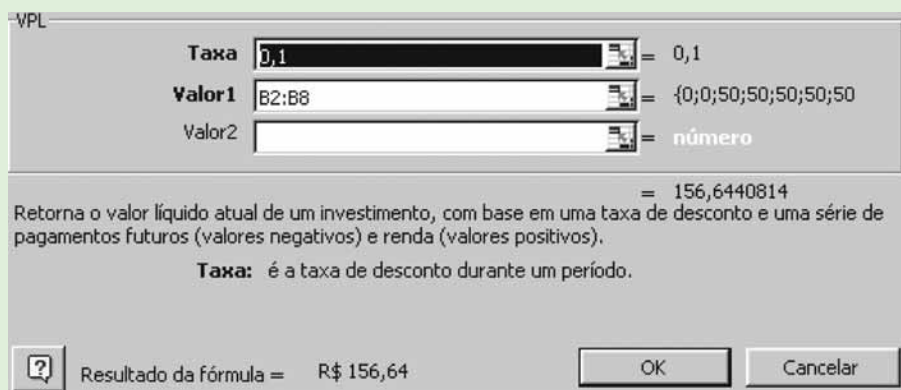 VPL
Taxa 0,1 = 0,1
Valor1 B2:B8 = {0;0;50;50;50;50;50
Valor2 = número
= 156,6440814
Retorna o valor líquido atual de um investimento, com base em uma taxa de desconto e uma série de
pagamentos futuros (valores negativos) e renda (valores positivos).
Taxa: é a taxa de desconto durante um período.
Resultado da fórmula = R$ 156,64 OK Cancelar